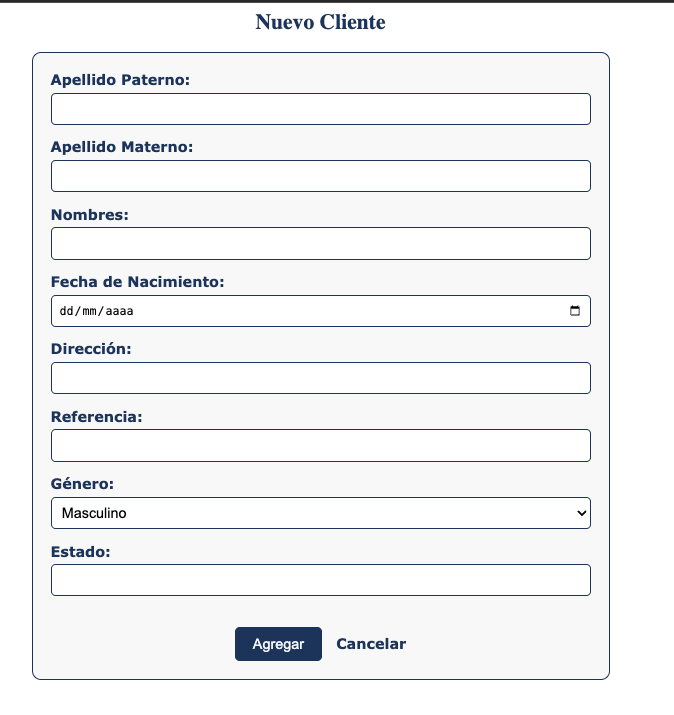 Nuevo Cliente
Apellido Paterno:
Apellido Materno:
Nombres:
Fecha de Nacimiento:
dd/mm/aaaa
Dirección:
Referencia:
Género:
Masculino
Estado:
Agregar Cancelar